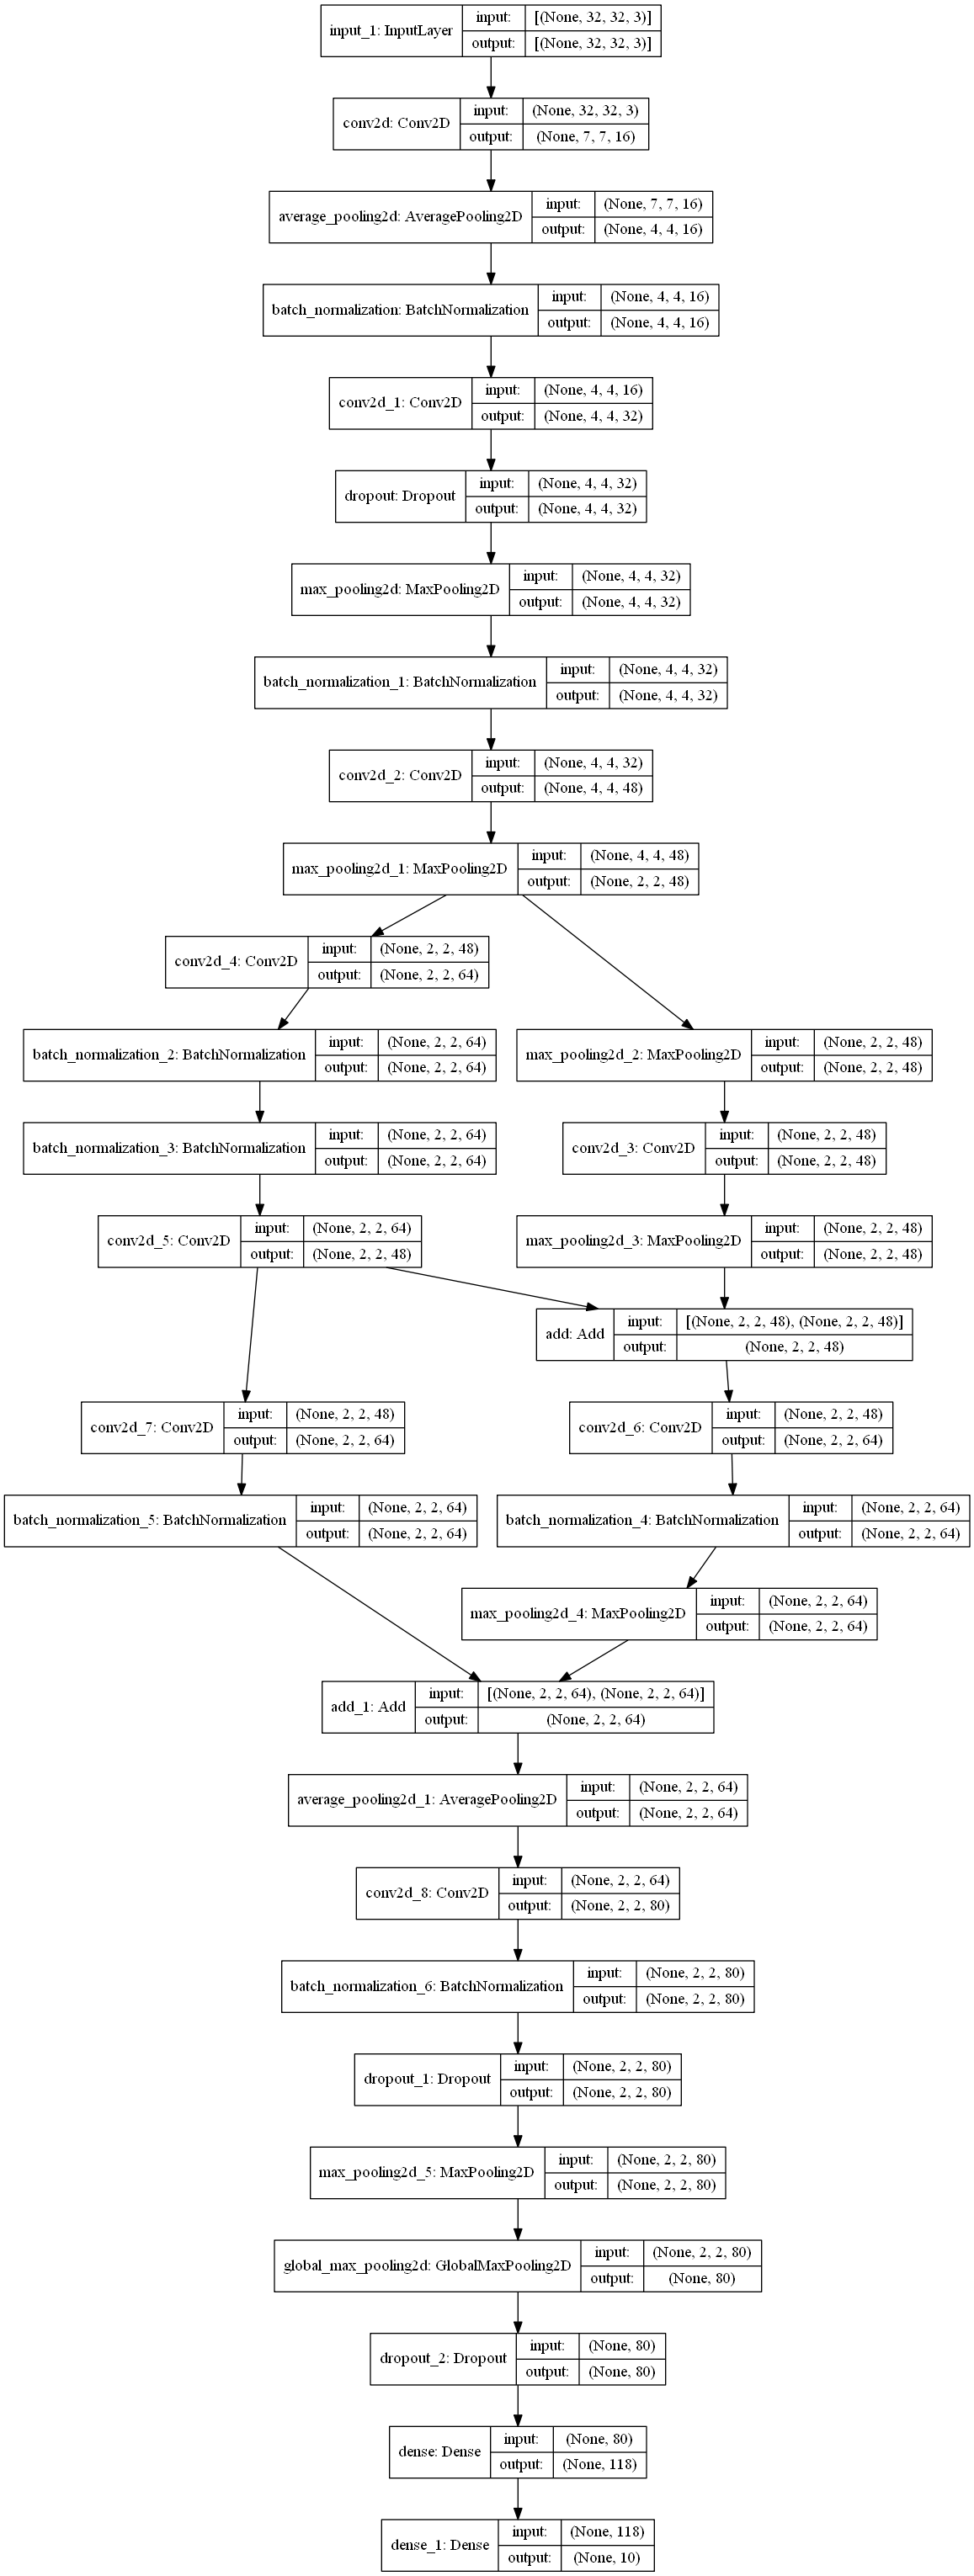 input_1: InputLayer
input: [(None, 32, 32, 3)]
output: [(None, 32, 32, 3)]
conv2d: Conv2D
input: (None, 32, 32, 3)
output: (None, 7, 7, 16)
average_pooling2d: AveragePooling2D
input: (None, 7, 7, 16)
output: (None, 4, 4, 16)
batch_normalization: BatchNormalization
input: (None, 4, 4, 16)
output: (None, 4, 4, 16)
conv2d_1: Conv2D
input: (None, 4, 4, 16)
output: (None, 4, 4, 32)
dropout: Dropout
input: (None, 4, 4, 32)
output: (None, 4, 4, 32)
max_pooling2d: MaxPooling2D
input: (None, 4, 4, 32)
output: (None, 4, 4, 32)
batch_normalization_1: BatchNormalization
input: (None, 4, 4, 32)
output: (None, 4, 4, 32)
conv2d_2: Conv2D
input: (None, 4, 4, 32)
output: (None, 4, 4, 48)
max_pooling2d_1: MaxPooling2D
input: (None, 4, 4, 48)
output: (None, 2, 2, 48)
conv2d_4: Conv2D
input: (None, 2, 2, 48)
output: (None, 2, 2, 64)
batch_normalization_2: BatchNormalization
input: (None, 2, 2, 64)
output: (None, 2, 2, 64)
max_pooling2d_2: MaxPooling2D
input: (None, 2, 2, 48)
output: (None, 2, 2, 48)
batch_normalization_3: BatchNormalization
input: (None, 2, 2, 64)
output: (None, 2, 2, 64)
conv2d_3: Conv2D
input: (None, 2, 2, 48)
output: (None, 2, 2, 48)
conv2d_5: Conv2D
input: (None, 2, 2, 64)
output: (None, 2, 2, 48)
max_pooling2d_3: MaxPooling2D
input: (None, 2, 2, 48)
output: (None, 2, 2, 48)
add: Add
input: [(None, 2, 2, 48), (None, 2, 2, 48)]
output: (None, 2, 2, 48)
conv2d_7: Conv2D
input: (None, 2, 2, 48)
output: (None, 2, 2, 64)
conv2d_6: Conv2D
input: (None, 2, 2, 48)
output: (None, 2, 2, 64)
batch_normalization_5: BatchNormalization
input: (None, 2, 2, 64)
output: (None, 2, 2, 64)
batch_normalization_4: BatchNormalization
input: (None, 2, 2, 64)
output: (None, 2, 2, 64)
max_pooling2d_4: MaxPooling2D
input: (None, 2, 2, 64)
output: (None, 2, 2, 64)
add_1: Add
input: [(None, 2, 2, 64), (None, 2, 2, 64)]
output: (None, 2, 2, 64)
average_pooling2d_1: AveragePooling2D
input: (None, 2, 2, 64)
output: (None, 2, 2, 64)
conv2d_8: Conv2D
input: (None, 2, 2, 64)
output: (None, 2, 2, 80)
batch_normalization_6: BatchNormalization
input: (None, 2, 2, 80)
output: (None, 2, 2, 80)
dropout_1: Dropout
input: (None, 2, 2, 80)
output: (None, 2, 2, 80)
max_pooling2d_5: MaxPooling2D
input: (None, 2, 2, 80)
output: (None, 2, 2, 80)
global_max_pooling2d: GlobalMaxPooling2D
input: (None, 2, 2, 80)
output: (None, 80)
dropout_2: Dropout
input: (None, 80)
output: (None, 80)
dense: Dense
input: (None, 80)
output: (None, 118)
dense_1: Dense
input: (None, 118)
output: (None, 10)